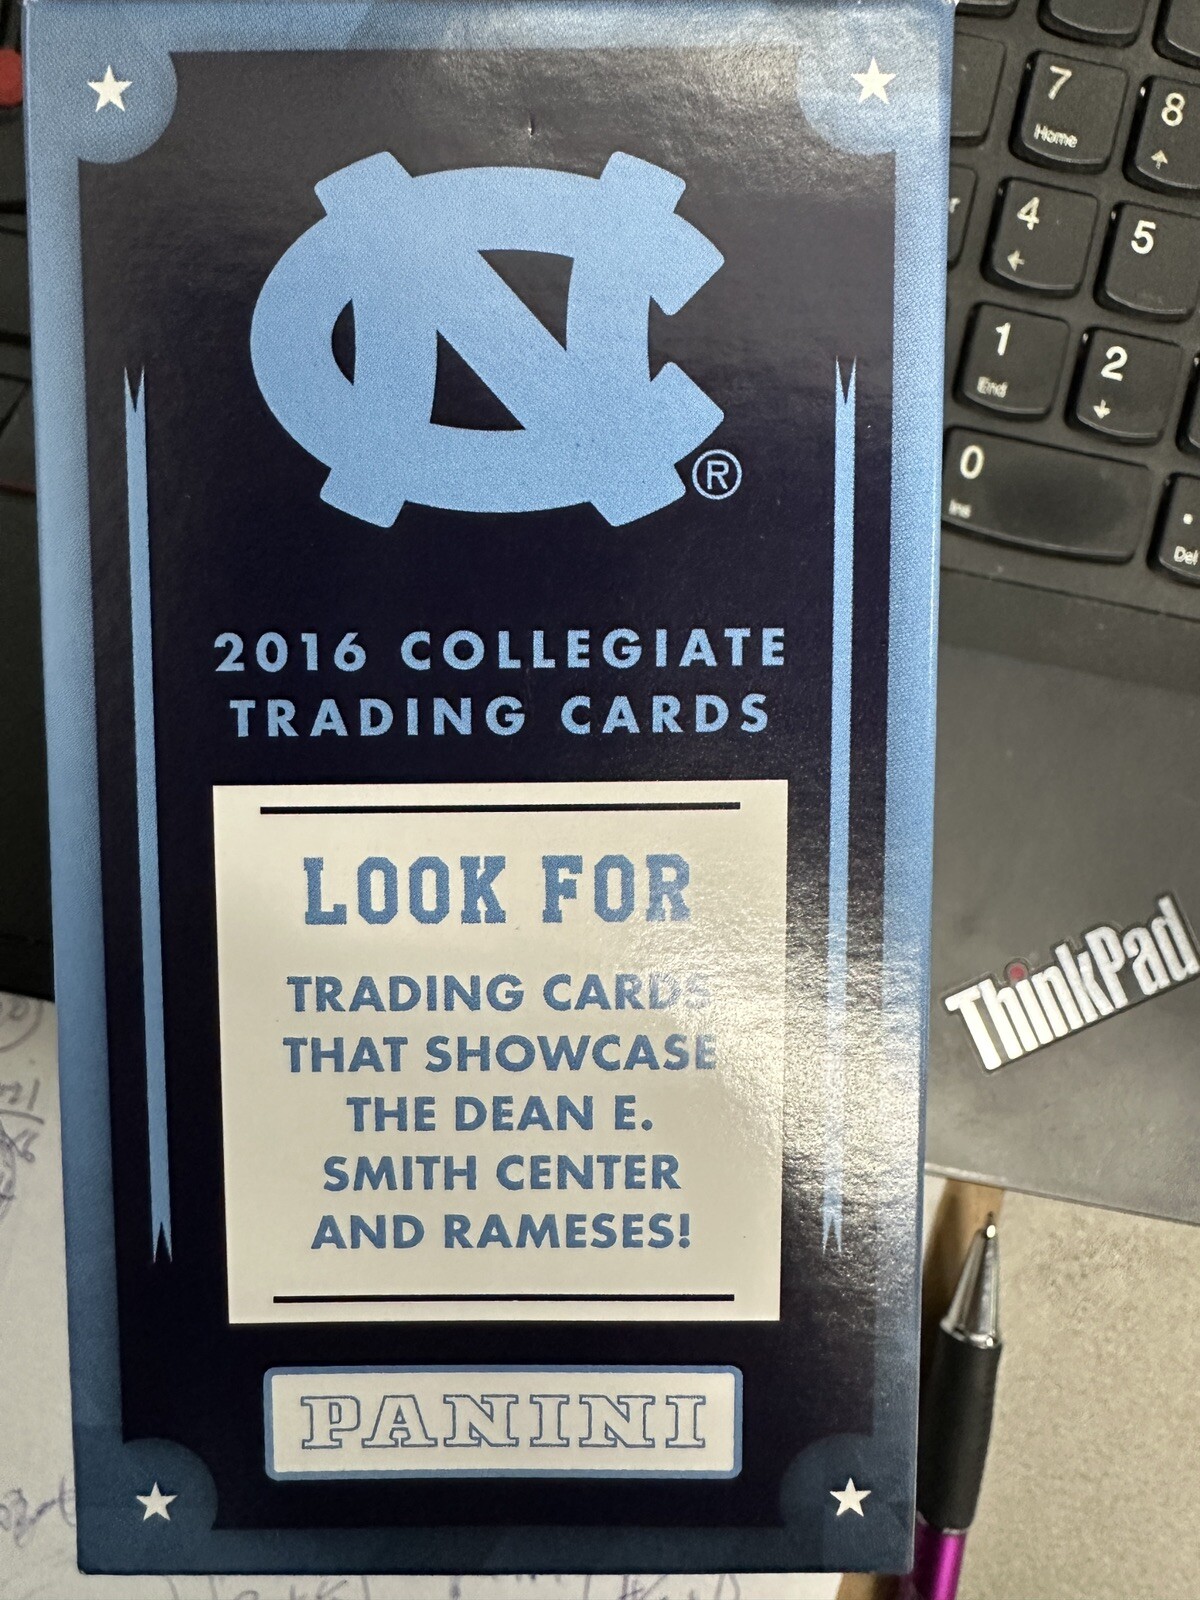 NC
®
2016 COLLEGIATE
TRADING CARDS
LOOK FOR
TRADING CARDS
THAT SHOWCASE
THE DEAN E.
SMITH CENTER
AND RAMESES!
PANINI
7
Home
8
4
5
1
End
2
0
Ins
.
Del
ThinkPad